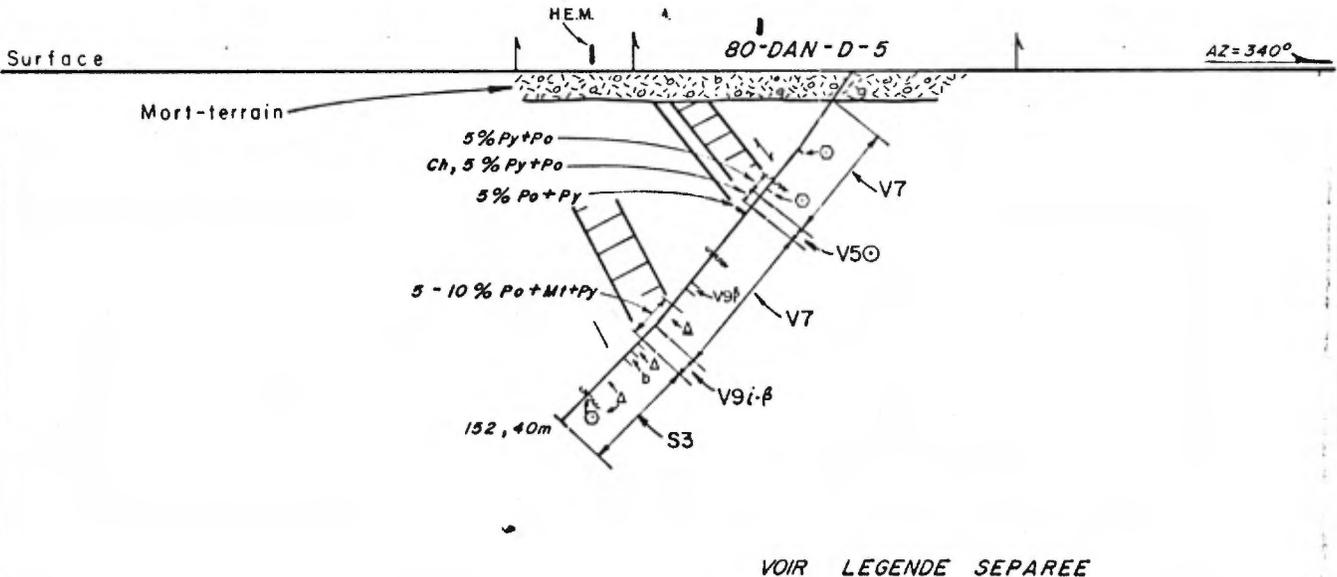 H.E.M.
80-DAN-D-5
AZ=340°
Surface
Mort-terrain
5% Py+Po
Ch, 5% Py+Po
5% Po+Py
V7
V5⊙
5-10% Po+Mt+Py
V9β
V7
Δ
Δ
b
V9i-β
Δ
S3
152,40m
VOIR LEGENDE SEPAREE